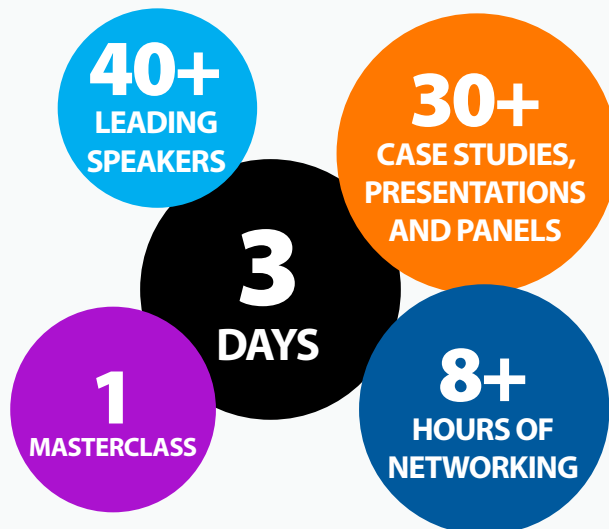 40+
LEADING
SPEAKERS
30+
CASE STUDIES,
PRESENTATIONS
AND PANELS
3
DAYS
1
MASTERCLASS
8+
HOURS OF
NETWORKING